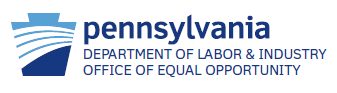 pennsylvania
DEPARTMENT OF LABOR & INDUSTRY
OFFICE OF EQUAL OPPORTUNITY